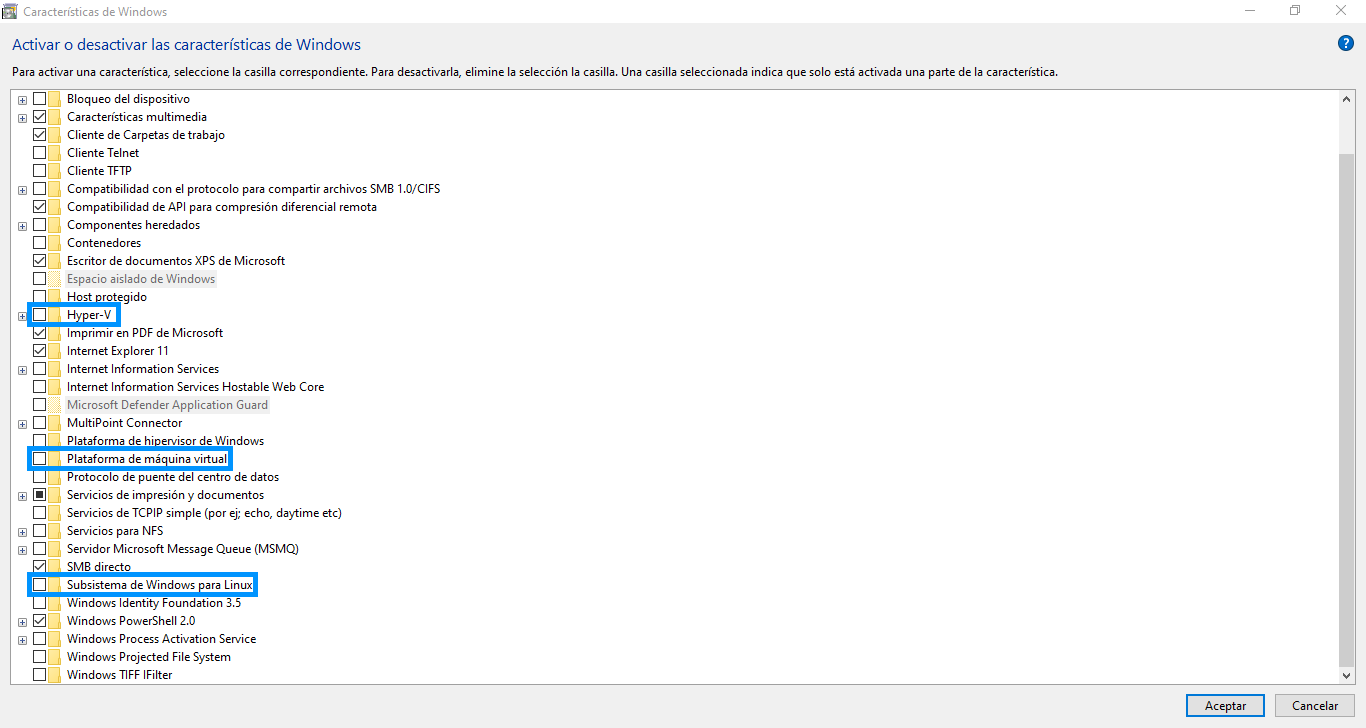 Características de Windows
Activar o desactivar las características de Windows
?
Para activar una característica, seleccione la casilla correspondiente. Para desactivarla, elimine la selección la casilla. Una casilla seleccionada indica que solo está activada una parte de la característica.
Bloqueo del dispositivo
Características multimedia
Cliente de Carpetas de trabajo
Cliente Telnet
Cliente TFTP
Compatibilidad con el protocolo para compartir archivos SMB 1.0/CIFS
Compatibilidad de API para compresión diferencial remota
Componentes heredados
Contenedores
Escritor de documentos XPS de Microsoft
Espacio aislado de Windows
Host protegido
Hyper-V
Imprimir en PDF de Microsoft
Internet Explorer 11
Internet Information Services
Internet Information Services Hostable Web Core
Microsoft Defender Application Guard
MultiPoint Connector
Plataforma de hipervisor de Windows
Plataforma de máquina virtual
Protocolo de puente del centro de datos
Servicios de impresión y documentos
Servicios de TCPIP simple (por ej; echo, daytime etc)
Servicios para NFS
Servidor Microsoft Message Queue (MSMQ)
SMB directo
Subsistema de Windows para Linux
Windows Identity Foundation 3.5
Windows PowerShell 2.0
Windows Process Activation Service
Windows Projected File System
Windows TIFF IFilter
Aceptar
Cancelar